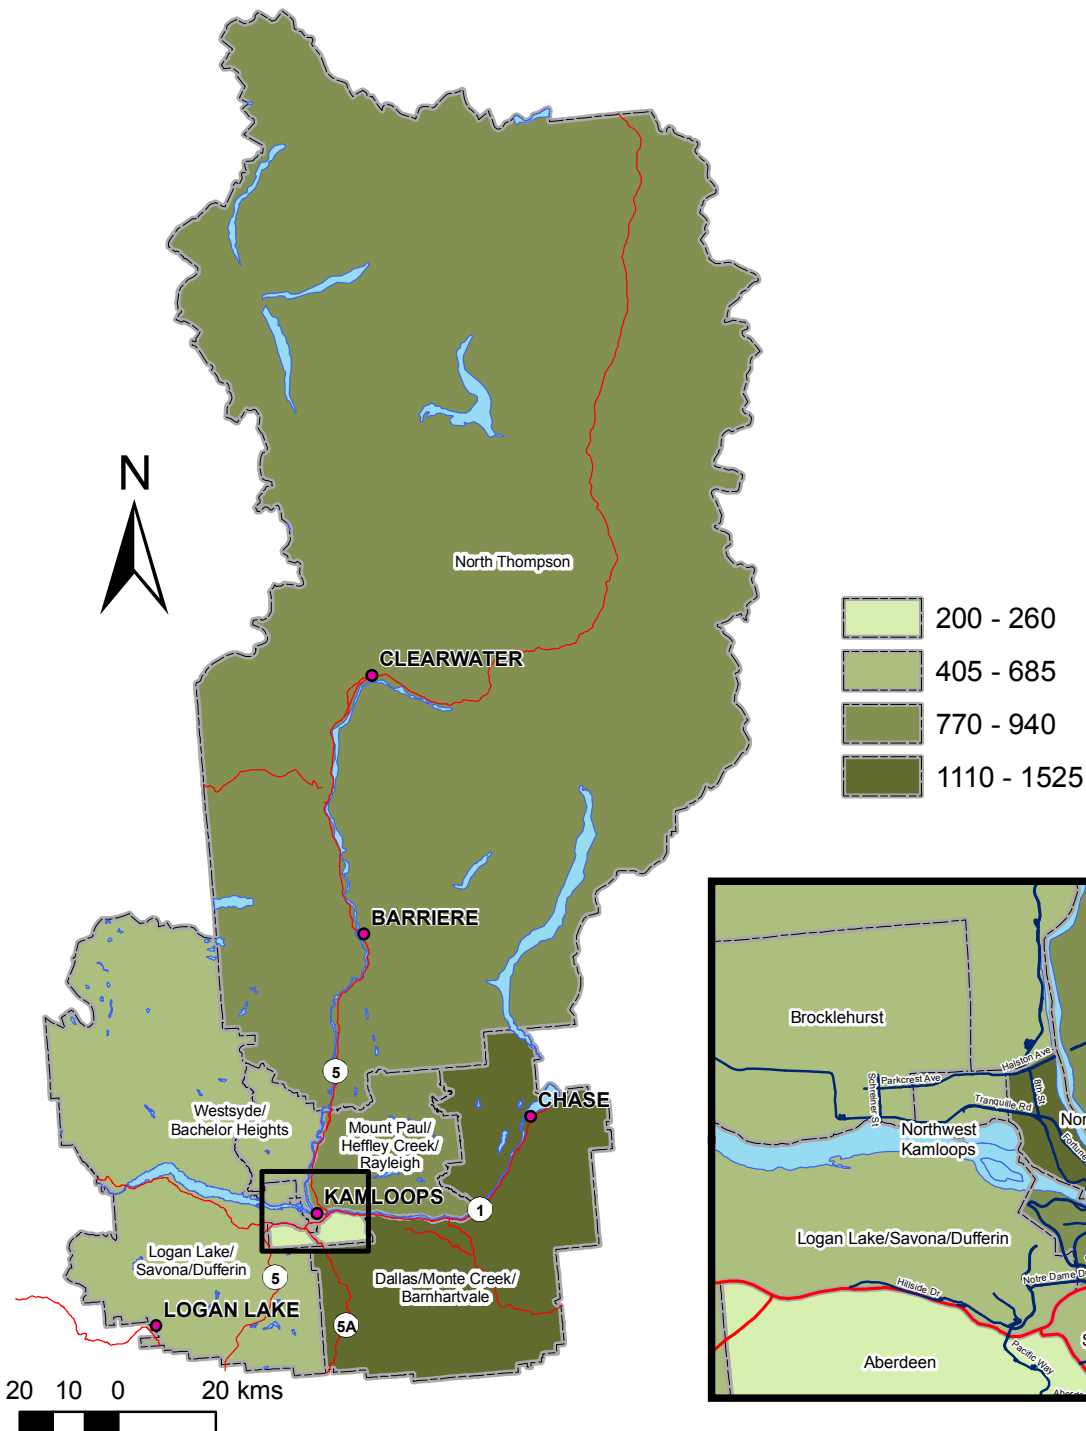 N
North Thompson
CLEARWATER
200 - 260
405 - 685
770 - 940
1110 - 1525
BARRIERE
5
CHASE
Westsyde/
Bachelor Heights
Mount Paul/
Heffley Creek/
Rayleigh
KAMLOOPS
1
Logan Lake/
Savona/Dufferin
5
Dallas/Monte Creek/
Barnhartvale
LOGAN LAKE
5A
20 10 0 20 kms
Brocklehurst
Halston Ave
Parkcrest Ave
Schreiner St
8th St
Tranquille Rd
Northwest
Kamloops
Fortune
Logan Lake/Savona/Dufferin
Notre Dame D
Hillside Dr
Pacific Way
Aberdeen